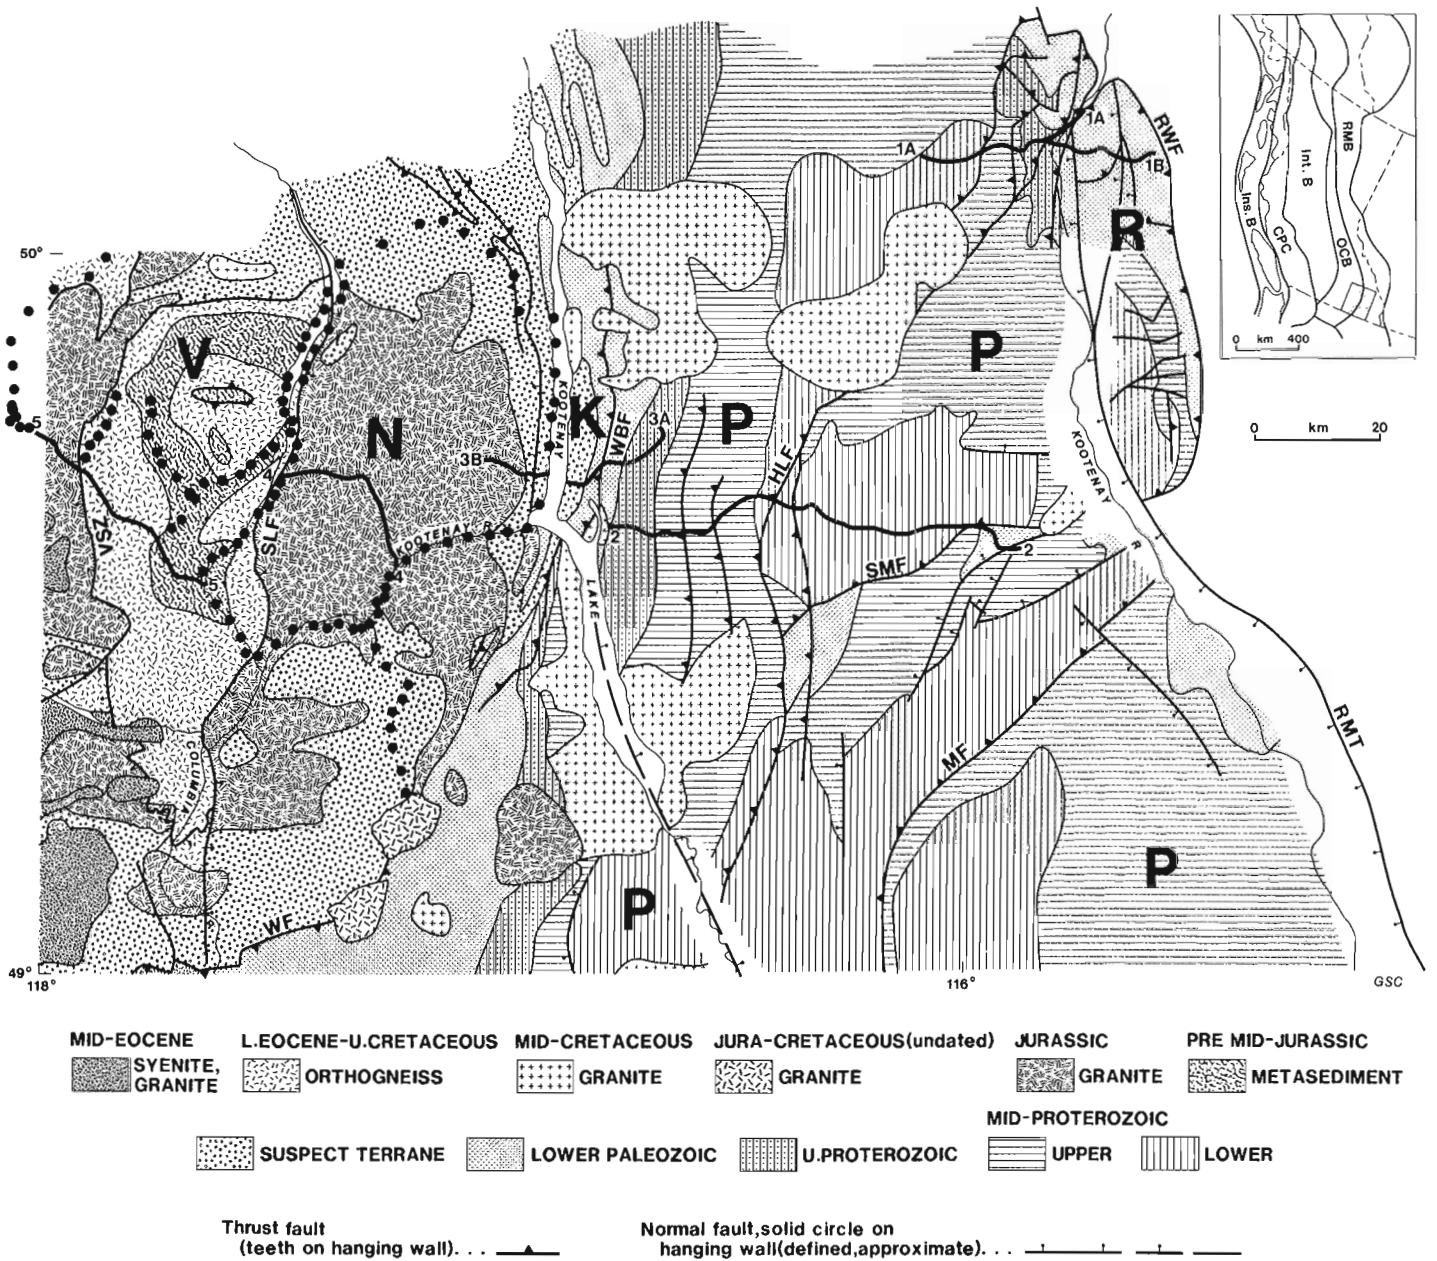 1A
1A
RWF
1B
R
50°
V
P
KOOTENAY
K
WBF
3A
P
N
3B
HLF
KOOTENAY
5
VSZ
SLF
KOOTENAY R
2
2
R
4
5
SMF
LAKE
COLUMBIA
MF
RMT
P
P
WF
49°
118°
116°
GSC
Ins. B
CPC
Int. B
RMB
OCB
0 km 400
0 km 20
MID-EOCENE
SYENITE,
GRANITE
L.EOCENE-U.CRETACEOUS
ORTHOGNEISS
MID-CRETACEOUS
GRANITE
JURA-CRETACEOUS(undated)
GRANITE
JURASSIC
GRANITE
PRE MID-JURASSIC
METASEDIMENT
SUSPECT TERRANE
LOWER PALEOZOIC
U.PROTEROZOIC
MID-PROTEROZOIC
UPPER
LOWER
Thrust fault
(teeth on hanging wall)...
Normal fault,solid circle on
hanging wall(defined,approximate)...